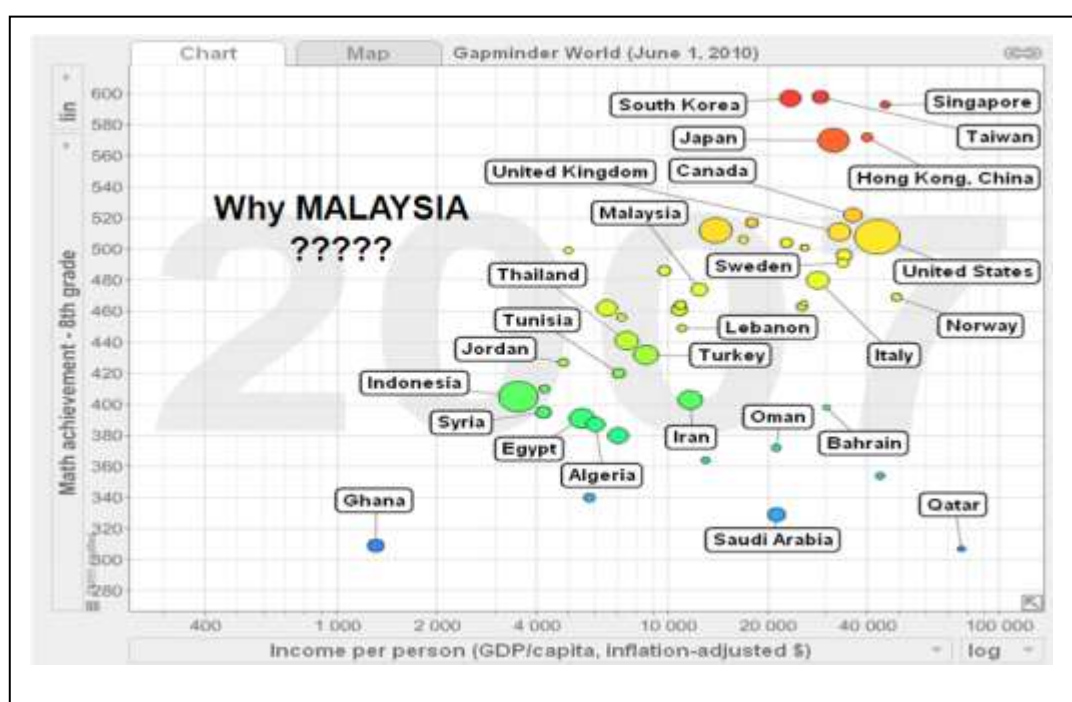 Chart
Map
Gapminder World (June 1, 2010)
lin
Math achievement - 8th grade
600
580
560
540
520
500
480
460
440
420
400
380
360
340
320
300
280
South Korea
Singapore
Taiwan
Japan
Hong Kong, China
United Kingdom
Canada
Why MALAYSIA
?????
Malaysia
Thailand
Sweden
United States
Tunisia
Lebanon
Norway
Jordan
Turkey
Italy
Indonesia
Syria
Oman
Egypt
Iran
Bahrain
Algeria
Ghana
Qatar
Saudi Arabia
2007
400
1 000
2 000
4 000
10 000
20 000
40 000
100 000
Income per person (GDP/capita, inflation-adjusted $)
log